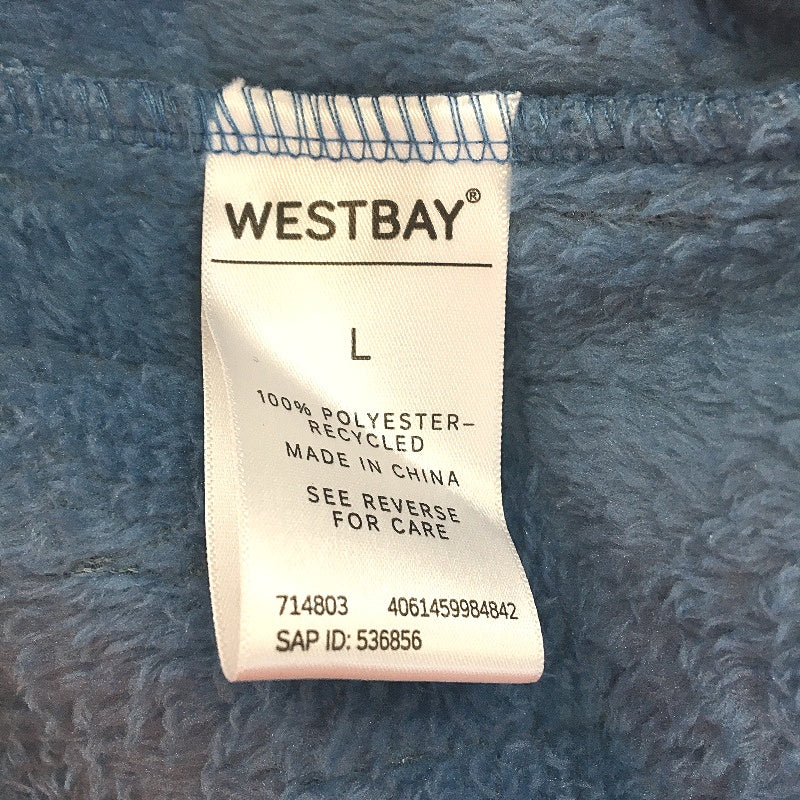 WESTBAY®
L
100% POLYESTER-
RECYCLED
MADE IN CHINA
SEE REVERSE
FOR CARE
714803 4061459984842
SAP ID: 536856